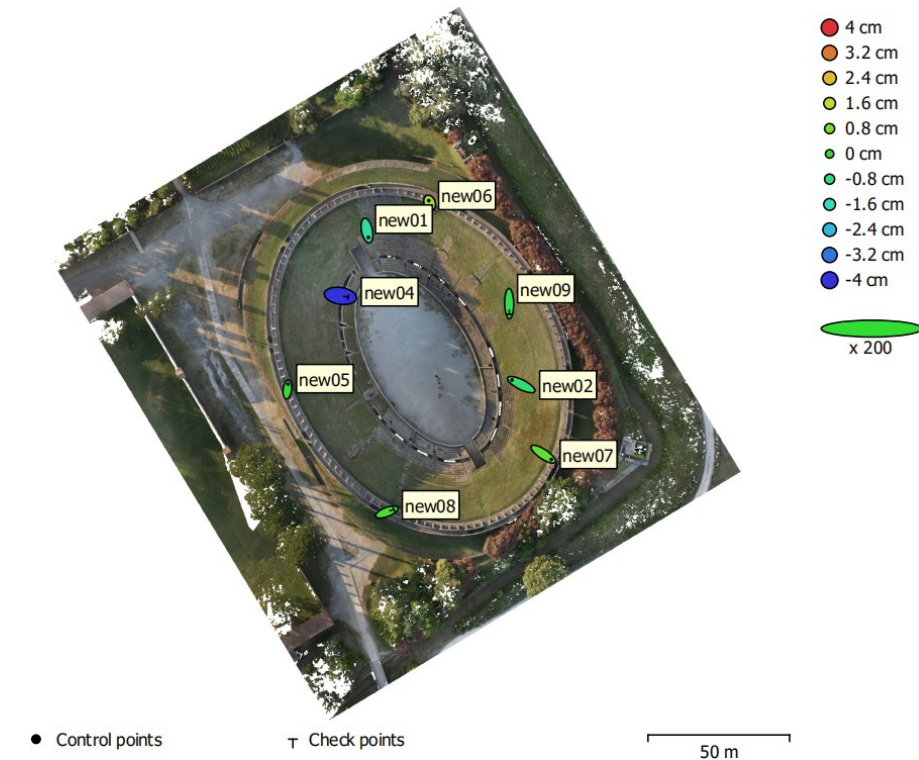 4 cm
3.2 cm
2.4 cm
1.6 cm
0.8 cm
0 cm
-0.8 cm
-1.6 cm
-2.4 cm
-3.2 cm
-4 cm
x 200
new06
new01
new04
new09
new05
new02
new07
new08
Control points
Check points
50 m